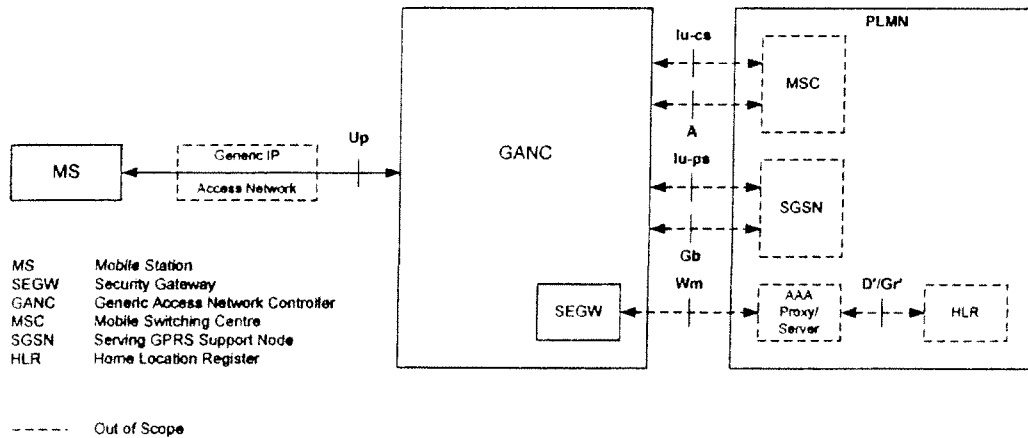 PLMN
Iu-cs
MSC
A
Up
GANC
Generic IP
Access Network
MS
Iu-ps
SGSN
Gb
Wm
SEGW
AAA
Proxy/
Server
D'/Gr'
HLR
MS Mobile Station
SEGW Security Gateway
GANC Generic Access Network Controller
MSC Mobile Switching Centre
SGSN Serving GPRS Support Node
HLR Home Location Register
Out of Scope